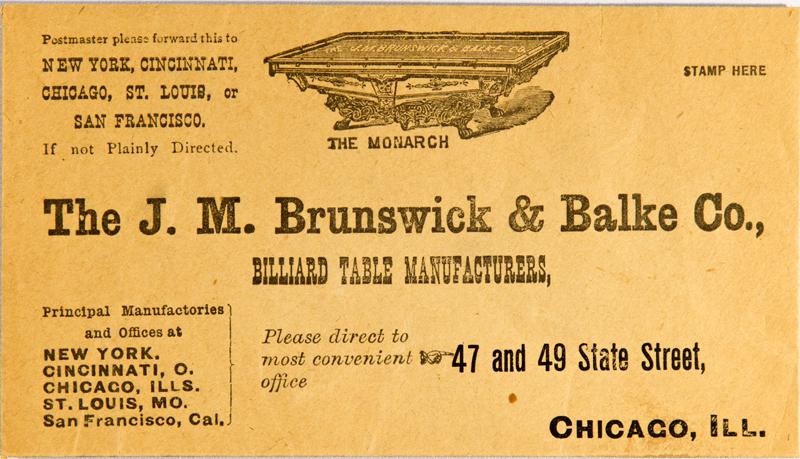 Postmaster please forward this to
NEW YORK, CINCINNATI,
CHICAGO, ST. LOUIS, or
SAN FRANCISCO.
If not Plainly Directed.
THE J.M. BRUNSWICK & BALKE CO.
THE MONARCH
STAMP HERE
The J. M. Brunswick & Balke Co.,
BILLIARD TABLE MANUFACTURERS,
Principal Manufactories
and Offices at
NEW YORK.
CINCINNATI, O.
CHICAGO, ILLS.
ST. LOUIS, MO.
San Francisco, Cal.
Please direct to
most convenient ☞ 47 and 49 State Street,
office
CHICAGO, ILL.